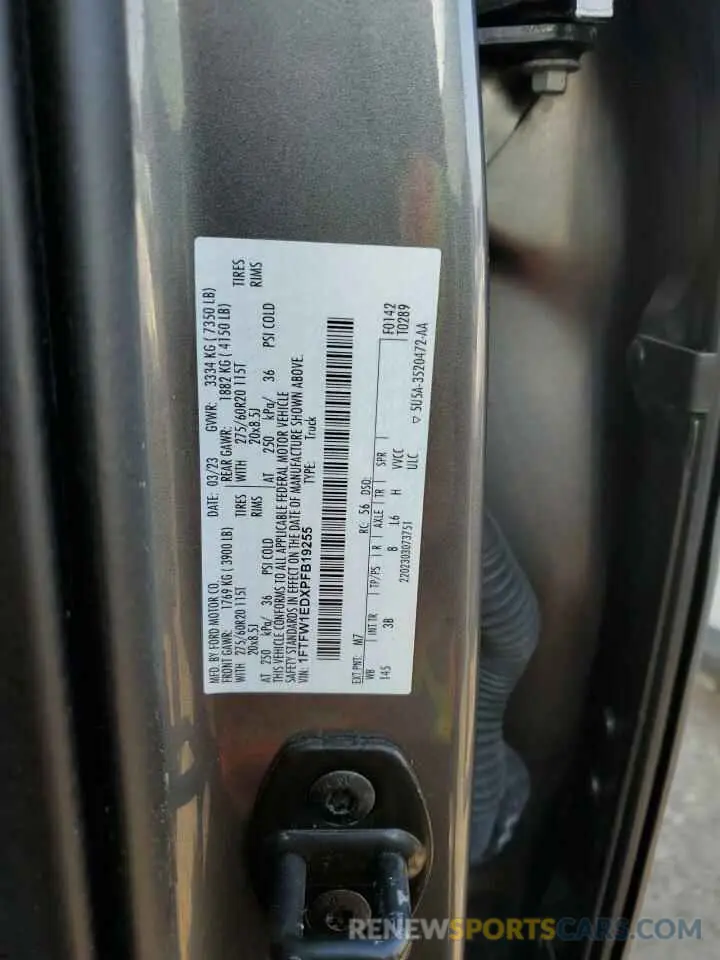 MFD. BY FORD MOTOR CO.
DATE: 03/23 GVWR: 3334 KG ( 7350 LB)
FRONT GAWR: 1769 KG ( 3900 LB) REAR GAWR: 1882 KG ( 4150 LB)
WITH 275/60R20 115T TIRES WITH 275/60R20 115T TIRES
20x8.5J RIMS 20x8.5J RIMS
AT 250 kPa/ 36 PSI COLD AT 250 kPa/ 36 PSI COLD
THIS VEHICLE CONFORMS TO ALL APPLICABLE FEDERAL MOTOR VEHICLE
SAFETY STANDARDS IN EFFECT ON THE DATE OF MANUFACTURE SHOWN ABOVE.
VIN: 1FTFW1EDXPFB19255 TYPE: Truck
F0142
T0289
EXT PNT: M7 RC: 56 DSO:
WB INT TR TP/PS R AXLE TR SPR
145 3B 8 L6 H VVCC
▽ 5U5A-3520472-AA
2202303073751 ULC
RENEWSPORTSCARS.COM